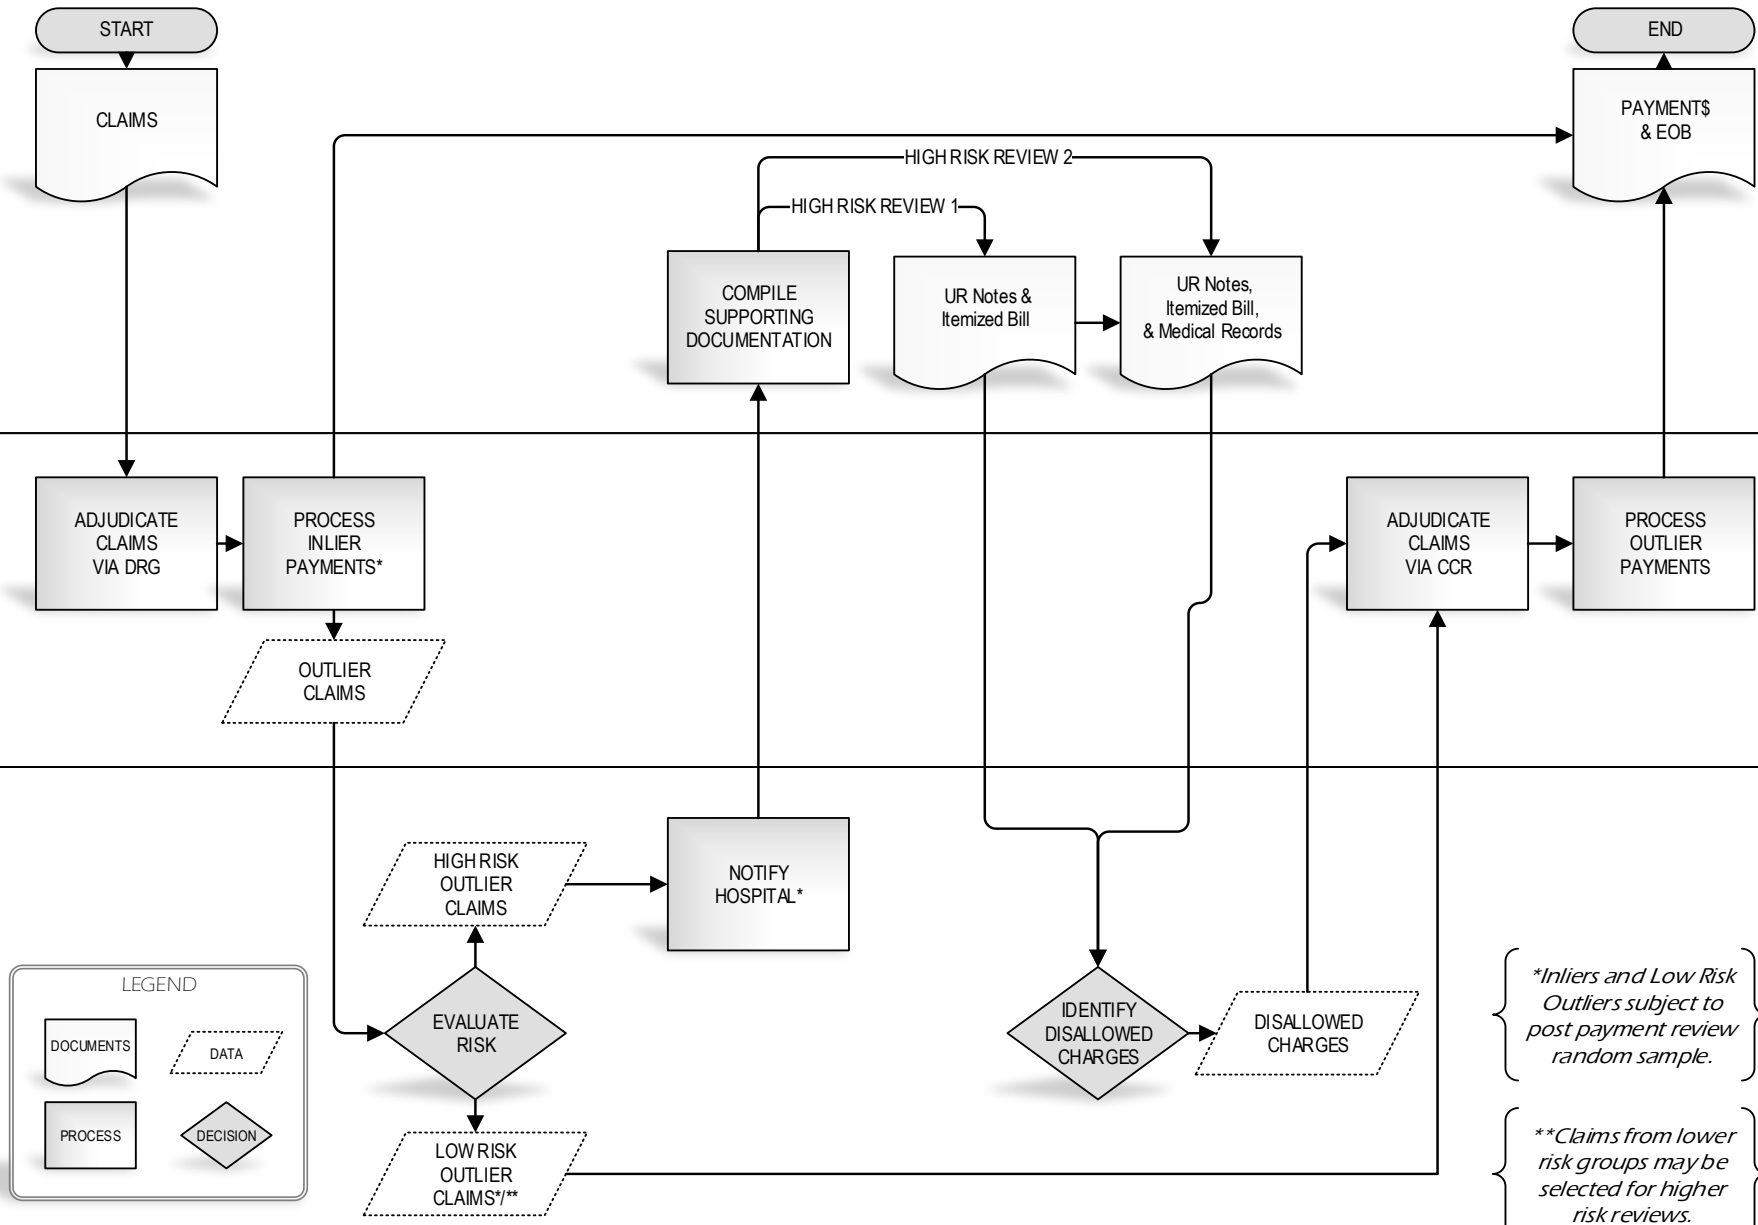 START
END
CLAIMS
PAYMENT$
& EOB
HIGH RISK REVIEW 2
HIGH RISK REVIEW 1
COMPILE
SUPPORTING
DOCUMENTATION
UR Notes &
Itemized Bill
UR Notes,
Itemized Bill,
& Medical Records
ADJUDICATE
CLAIMS
VIA DRG
PROCESS
INLIER
PAYMENTS*
ADJUDICATE
CLAIMS
VIA CCR
PROCESS
OUTLIER
PAYMENTS
OUTLIER
CLAIMS
HIGH RISK
OUTLIER
CLAIMS
NOTIFY
HOSPITAL*
EVALUATE
RISK
IDENTIFY
DISALLOWED
CHARGES
DISALLOWED
CHARGES
LOW RISK
OUTLIER
CLAIMS*/**
LEGEND
DOCUMENTS
DATA
PROCESS
DECISION
*Inliers and Low Risk
Outliers subject to
post payment review
random sample.
**Claims from lower
risk groups may be
selected for higher
risk reviews.